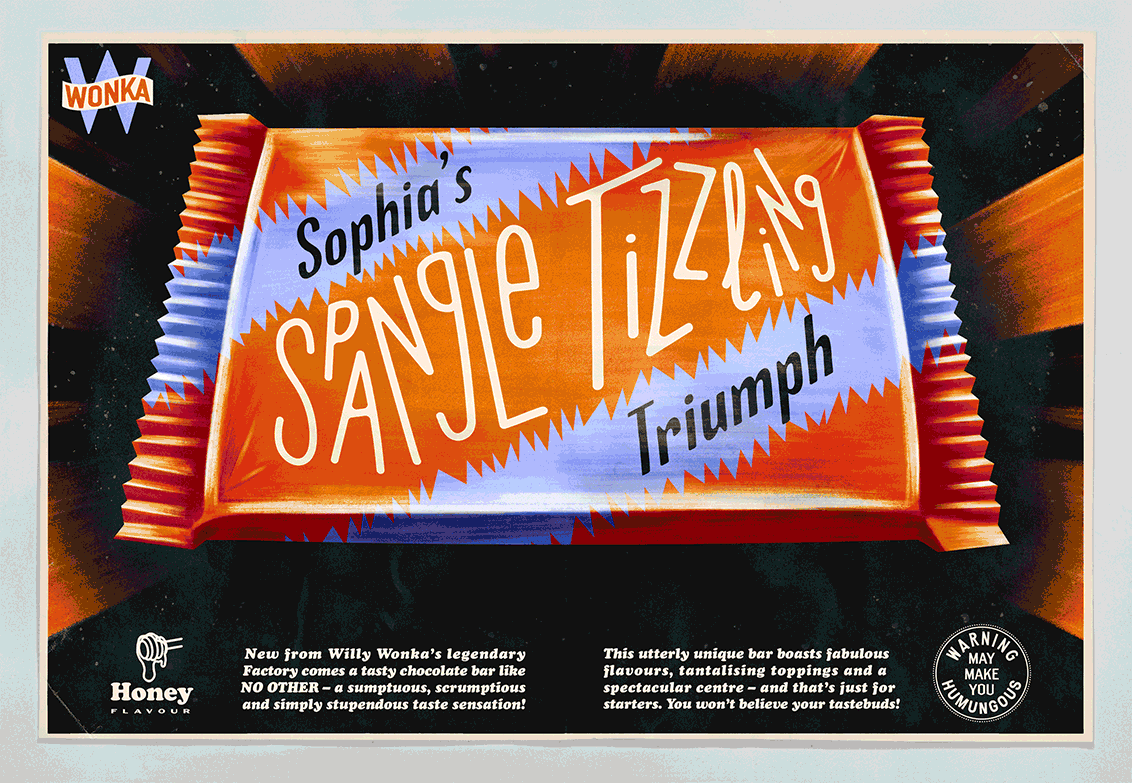 WONKA
Sophia's
SPANGLE TiZZliNg
Triumph
Honey
FLAVOUR
New from Willy Wonka's legendary
Factory comes a tasty chocolate bar like
NO OTHER – a sumptuous, scrumptious
and simply stupendous taste sensation!
This utterly unique bar boasts fabulous
flavours, tantalising toppings and a
spectacular centre – and that's just for
starters. You won't believe your tastebuds!
WARNING
MAY
MAKE
YOU
HUMUNGOUS